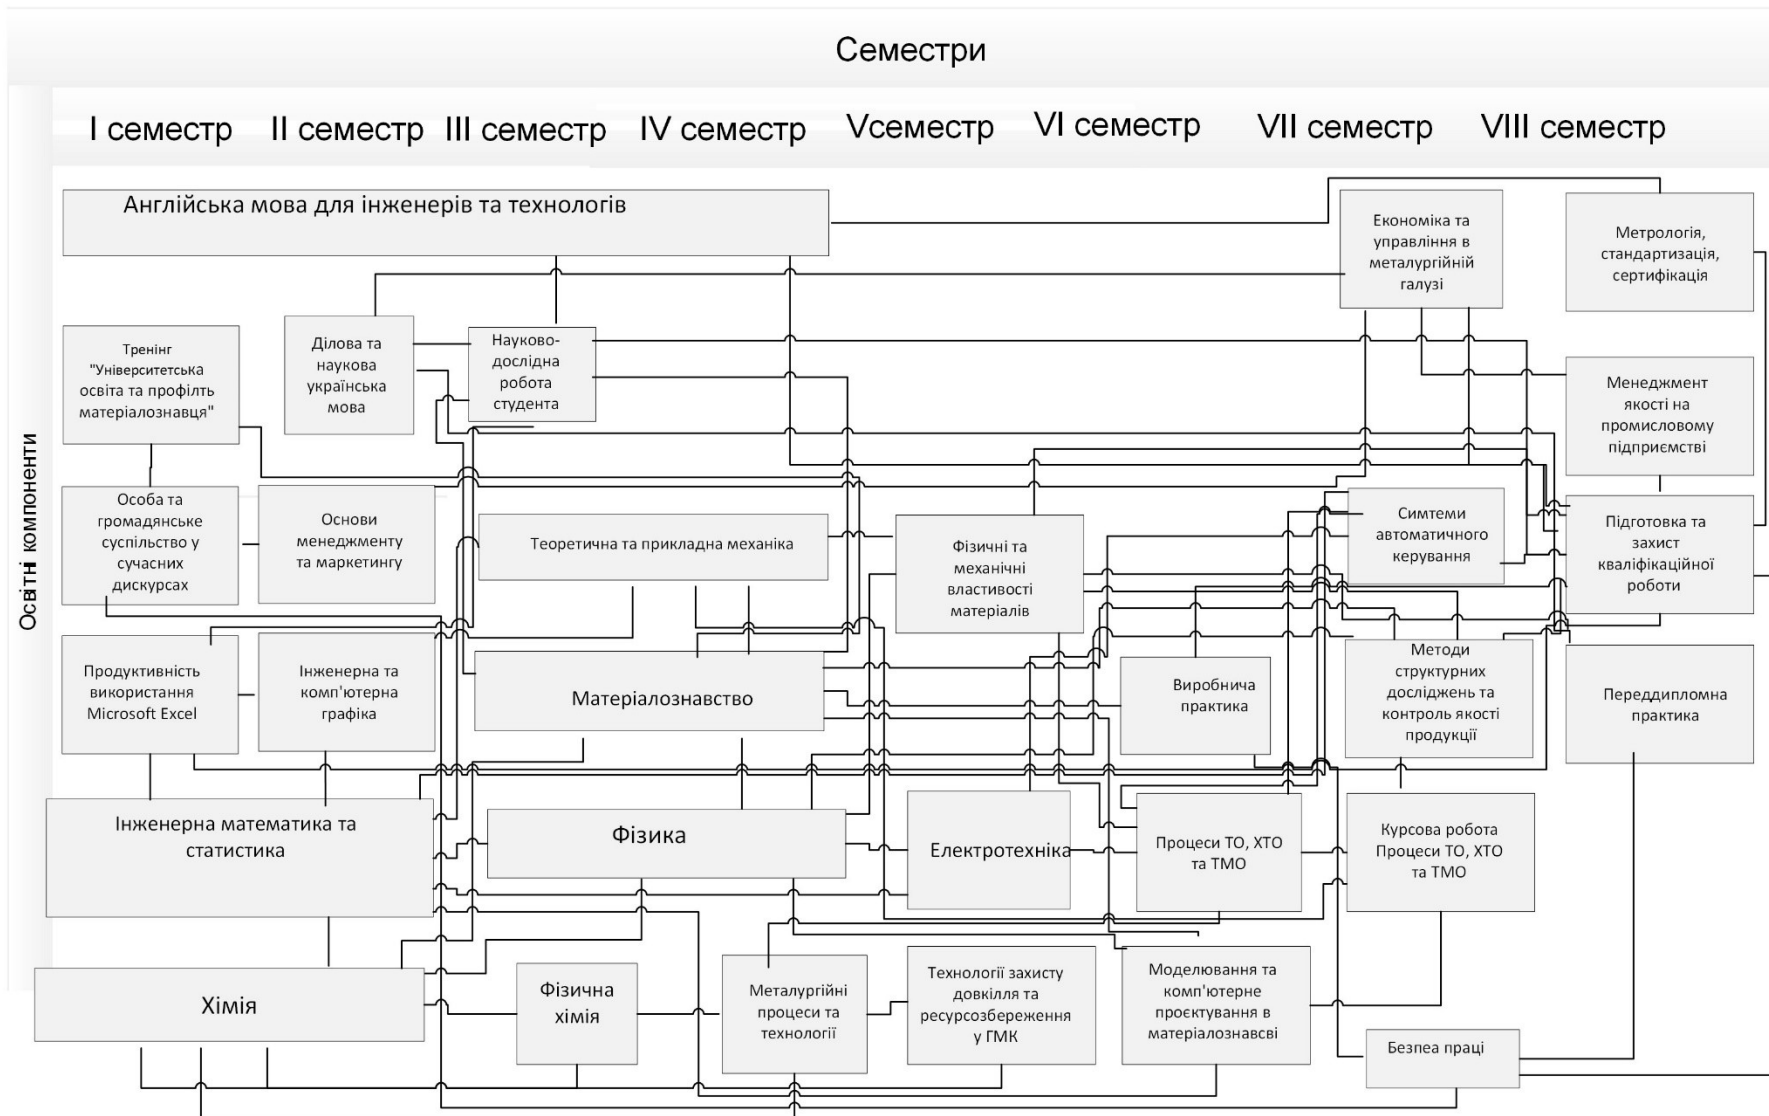 Семестри
І семестр
ІІ семестр
ІІІ семестр
IV семестр
Vсеместр
VI семестр
VII семестр
VIII семестр
Освітні компоненти
Англійська мова для інженерів та технологів
Економіка та
управління в
металургійній
галузі
Метрологія,
стандартизація,
сертифікація
Тренінг
"Університетська
освіта та профілть
матеріалознавця"
Ділова та
наукова
українська
мова
Науково-
дослідна
робота
студента
Менеджмент
якості на
промисловому
підприємстві
Особа та
громадянське
суспільство у
сучасних
дискурсах
Основи
менеджменту
та маркетингу
Теоретична та прикладна механіка
Фізичні та
механічні
властивості
матеріалів
Симтеми
автоматичного
керування
Підготовка та
захист
кваліфікаційної
роботи
Продуктивність
використання
Microsoft Excel
Інженерна та
комп'ютерна
графіка
Матеріалознавство
Виробнича
практика
Методи
структурних
досліджень та
контроль якості
продукції
Переддипломна
практика
Інженерна математика та
статистика
Фізика
Електротехніка
Процеси ТО, ХТО
та ТМО
Курсова робота
Процеси ТО, ХТО
та ТМО
Хімія
Фізична
хімія
Металургійні
процеси та
технології
Технології захисту
довкілля та
ресурсозбереження
у ГМК
Моделювання та
комп'ютерне
проєктування в
матеріалознавсві
Безпеа праці